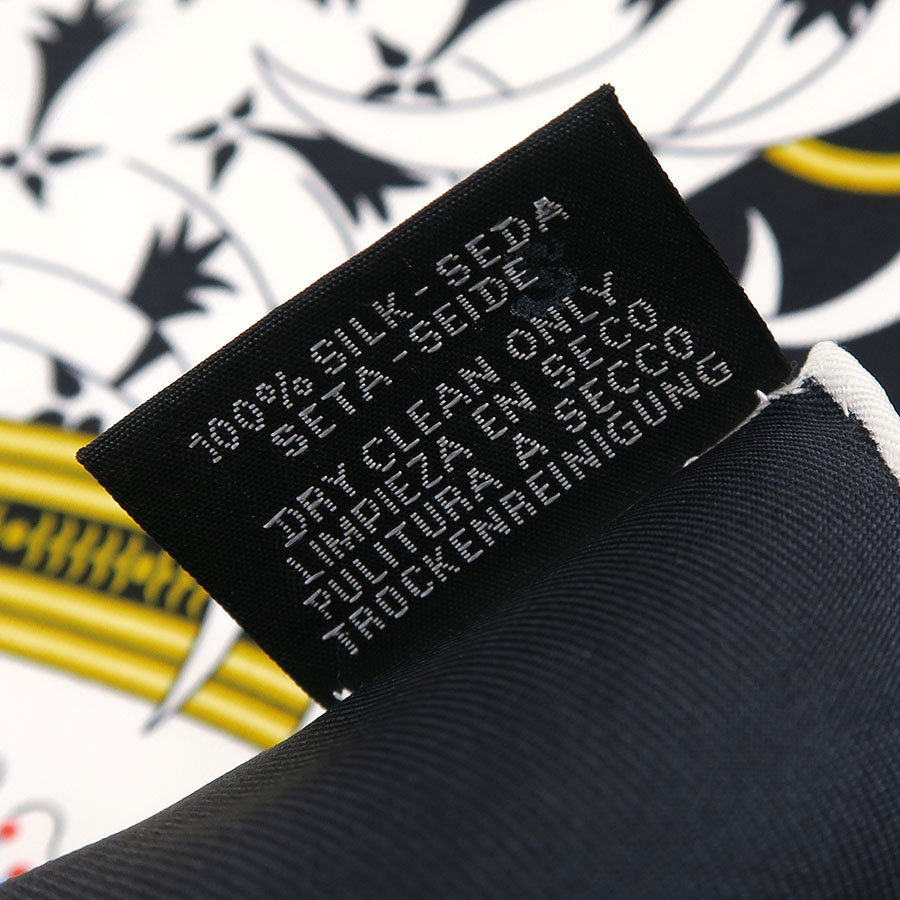 100% SILK - SEDA
SETA - SEIDE
DRY CLEAN ONLY
LIMPIEZA EN SECO
PULITURA A SECCO
TROCKENREINIGUNG